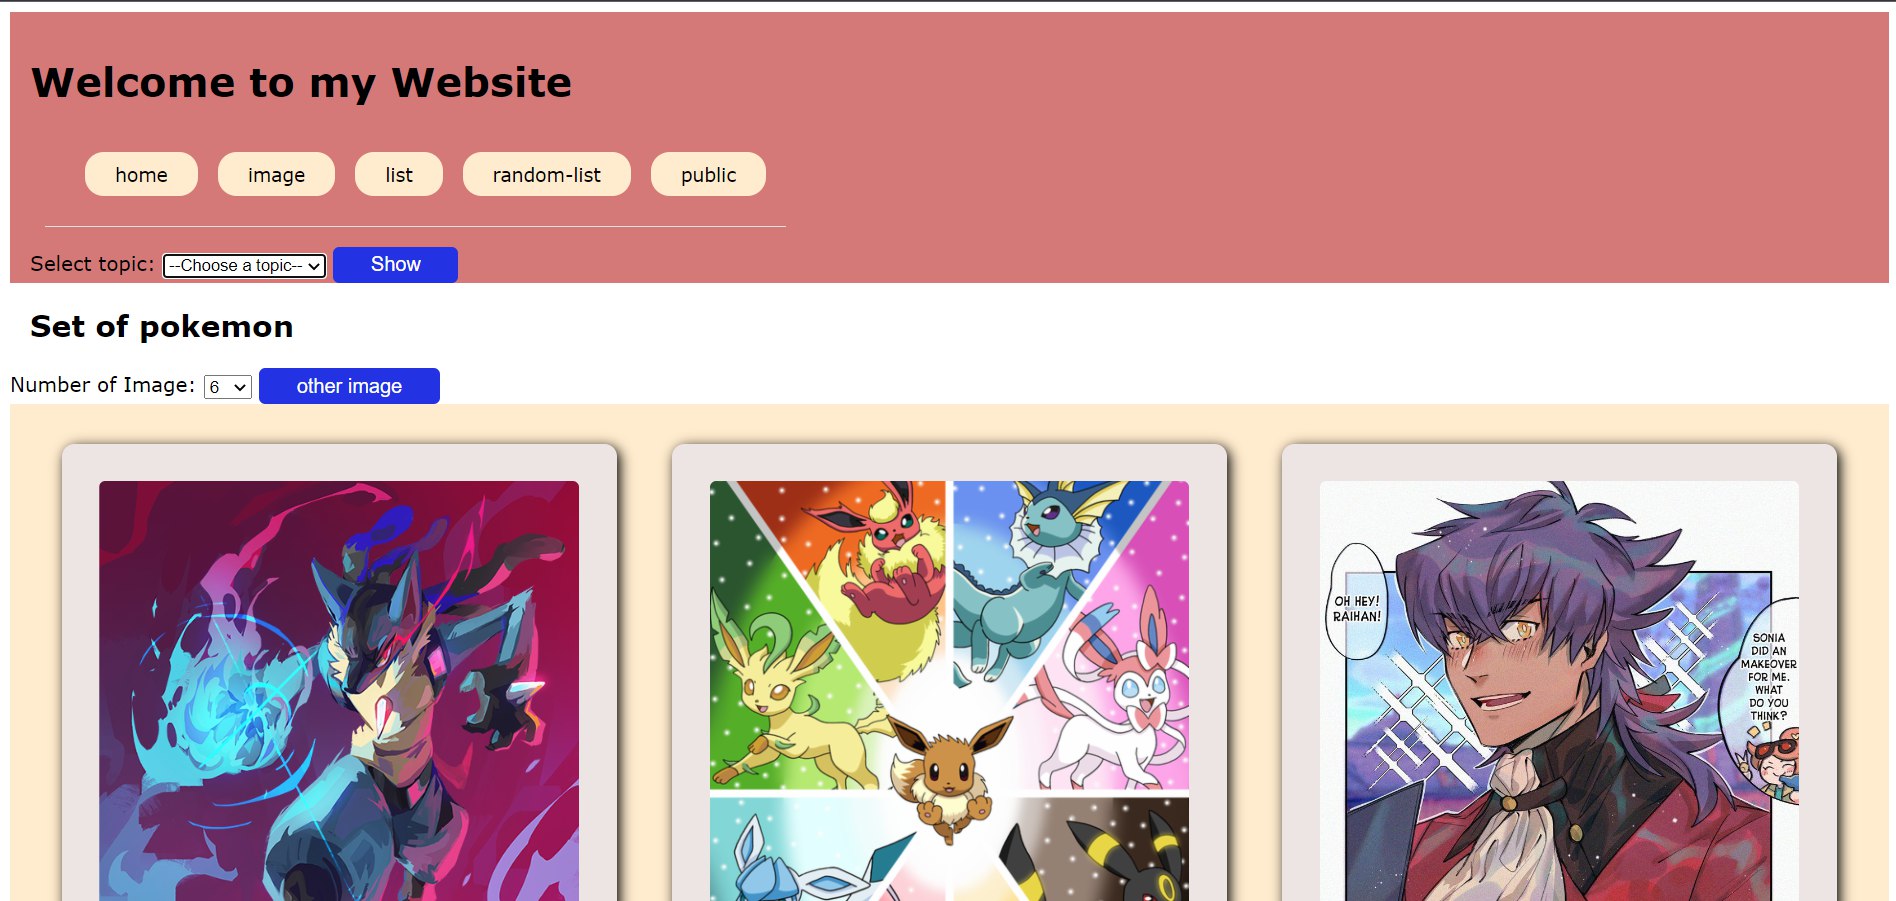 Welcome to my Website
home image list random-list public
Select topic: --Choose a topic-- Show
Set of pokemon
Number of Image: 6 other image
OH HEY!
RAIHAN!
SONIA
DID AN
MAKEOVER
FOR ME.
WHAT
DO YOU
THINK?